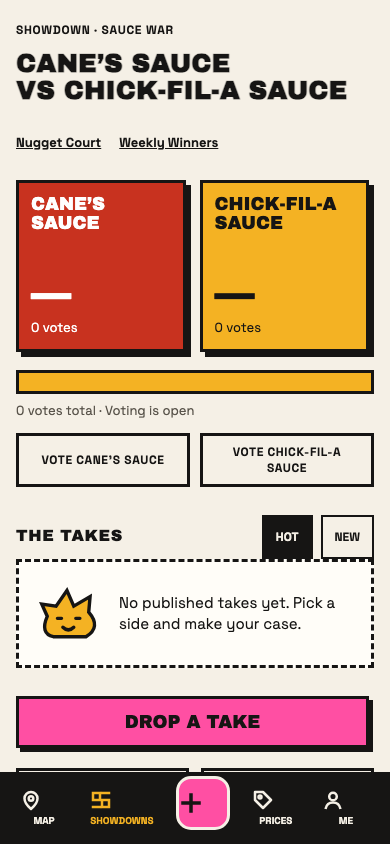 SHOWDOWN · SAUCE WAR
CANE’S SAUCE
VS CHICK-FIL-A SAUCE
Nugget Court Weekly Winners
CANE’S
SAUCE
—
0 votes
CHICK-FIL-A
SAUCE
—
0 votes
0 votes total · Voting is open
VOTE CANE’S SAUCE
VOTE CHICK-FIL-A
SAUCE
THE TAKES
HOT
NEW
No published takes yet. Pick a
side and make your case.
DROP A TAKE
MAP
SHOWDOWNS
+
PRICES
ME